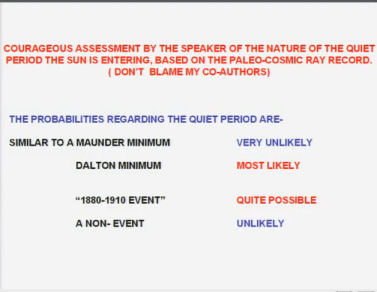 COURAGEOUS ASSESSMENT BY THE SPEAKER OF THE NATURE OF THE QUIET
PERIOD THE SUN IS ENTERING, BASED ON THE PALEO-COSMIC RAY RECORD.
( DON'T BLAME MY CO-AUTHORS)
THE PROBABILITIES REGARDING THE QUIET PERIOD ARE-
SIMILAR TO A MAUNDER MINIMUM VERY UNLIKELY
DALTON MINIMUM MOST LIKELY
“1880-1910 EVENT” QUITE POSSIBLE
A NON- EVENT UNLIKELY